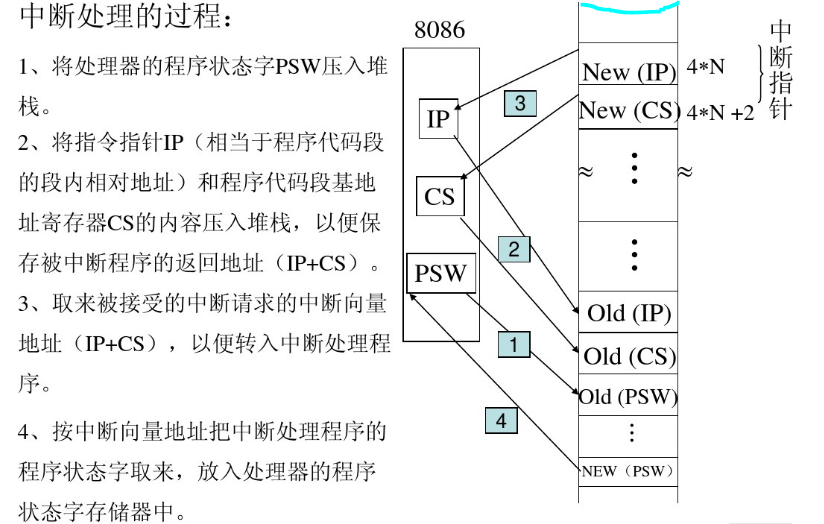 中断处理的过程：
1、将处理器的程序状态字PSW压入堆
栈。
2、将指令指针IP（相当于程序代码段
的段内相对地址）和程序代码段基地
址寄存器CS的内容压入堆栈，以便保
存被中断程序的返回地址（IP+CS）。
3、取来被接受的中断请求的中断向量
地址（IP+CS），以便转入中断处理程
序。
4、按中断向量地址把中断处理程序的
程序状态字取来，放入处理器的程序
状态字存储器中。
8086
IP
CS
PSW
3
2
1
4
New (IP)
4*N
New (CS)
4*N +2
中断指针
≈ ⋮ ≈
⋮
Old (IP)
Old (CS)
Old (PSW)
⋮
NEW（PSW）